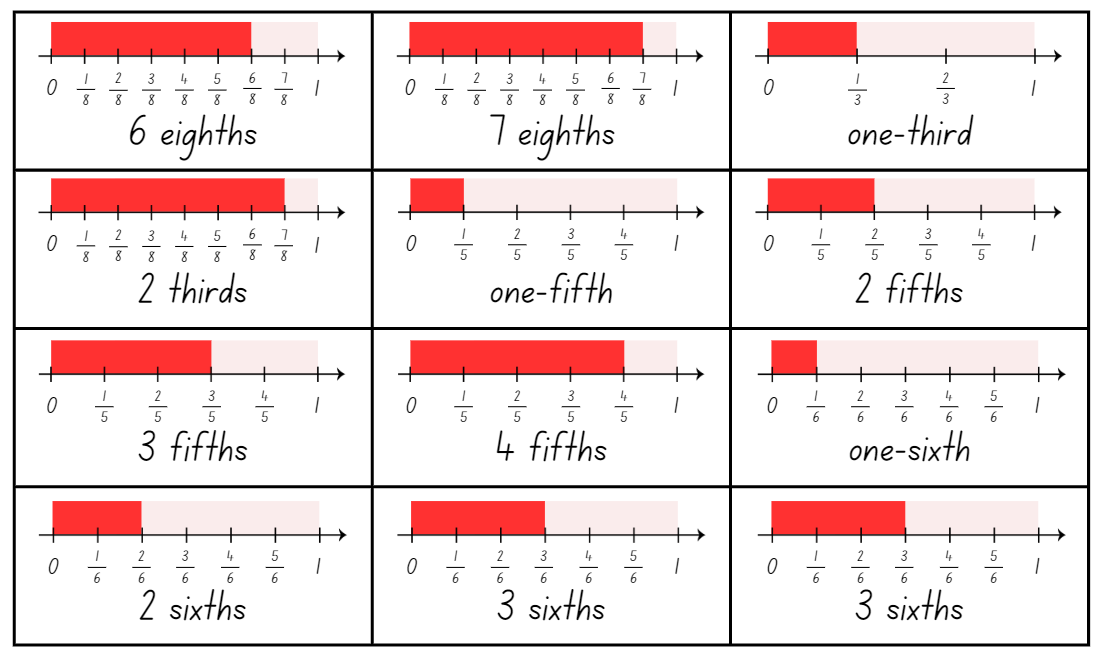 0 1/8 2/8 3/8 4/8 5/8 6/8 7/8 1
6 eighths
0 1/8 2/8 3/8 4/8 5/8 6/8 7/8 1
7 eighths
0 1/3 2/3 1
one-third
0 1/8 2/8 3/8 4/8 5/8 6/8 7/8 1
2 thirds
0 1/5 2/5 3/5 4/5 1
one-fifth
0 1/5 2/5 3/5 4/5 1
2 fifths
0 1/5 2/5 3/5 4/5 1
3 fifths
0 1/5 2/5 3/5 4/5 1
4 fifths
0 1/6 2/6 3/6 4/6 5/6 1
one-sixth
0 1/6 2/6 3/6 4/6 5/6 1
2 sixths
0 1/6 2/6 3/6 4/6 5/6 1
3 sixths
0 1/6 2/6 3/6 4/6 5/6 1
3 sixths